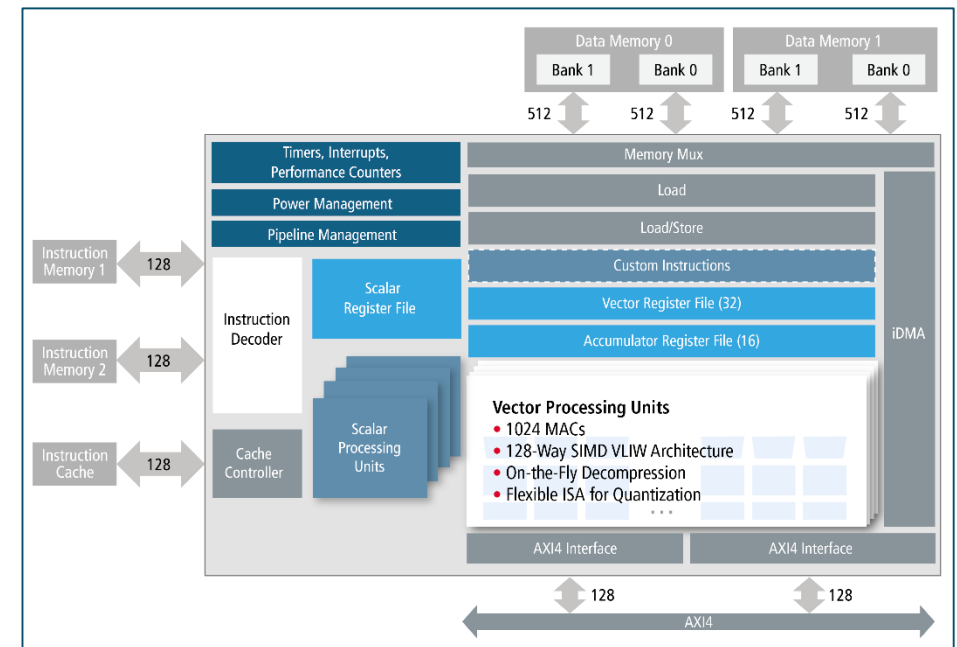 Data Memory 0
Bank 1
Bank 0
Data Memory 1
Bank 1
Bank 0
512
512
512
512
Timers, Interrupts,
Performance Counters
Power Management
Pipeline Management
Memory Mux
Load
Load/Store
Custom Instructions
Vector Register File (32)
Accumulator Register File (16)
iDMA
Instruction
Memory 1
128
Instruction
Memory 2
128
Instruction
Cache
128
Instruction
Decoder
Scalar
Register File
Cache
Controller
Scalar
Processing
Units
Vector Processing Units
• 1024 MACs
• 128-Way SIMD VLIW Architecture
• On-the-Fly Decompression
• Flexible ISA for Quantization
...
AXI4 Interface
AXI4 Interface
128
128
AXI4